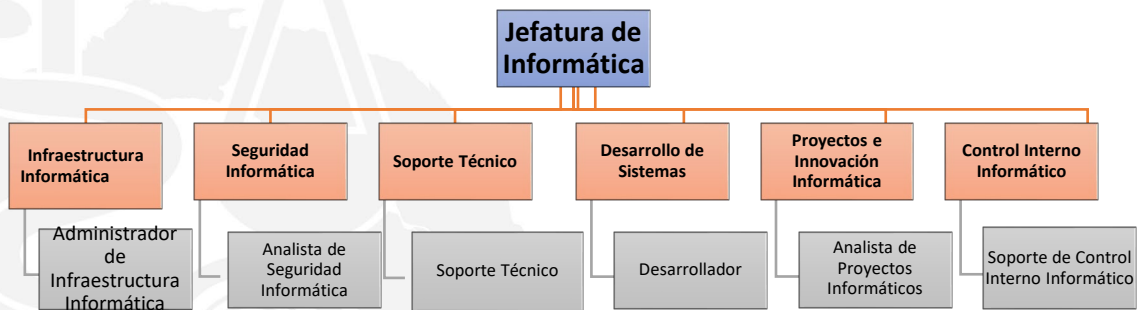 Jefatura de
Informática
Infraestructura
Informática
Seguridad
Informática
Soporte Técnico
Desarrollo de
Sistemas
Proyectos e
Innovación
Informática
Control Interno
Informático
Administrador
de
Infraestructura
Informática
Analista de
Seguridad
Informática
Soporte Técnico
Desarrollador
Analista de
Proyectos
Informáticos
Soporte de Control
Interno Informático